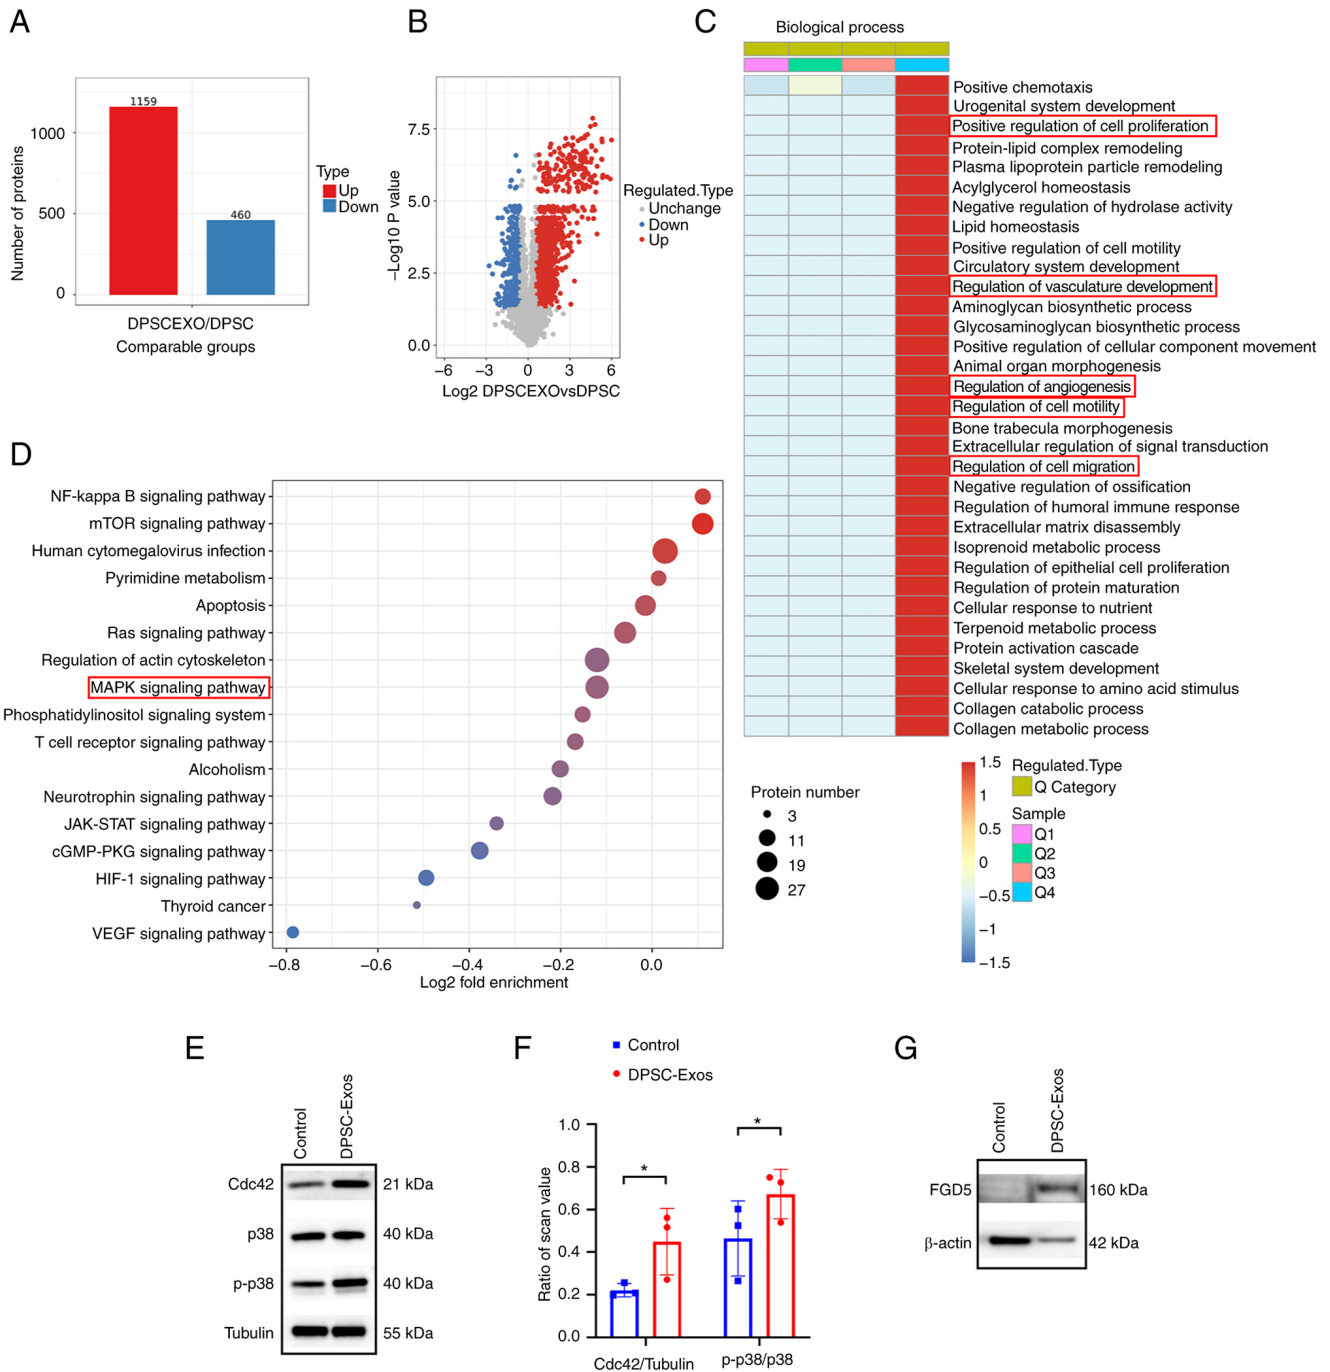 A
Number of proteins
1000
500
0
1159
460
DPSCEXO/DPSC
Comparable groups
Type
Up
Down
B
−Log10 P value
7.5
5.0
2.5
0.0
−6
−3
0
3
6
Log2 DPSCEXOvsDPSC
Regulated.Type
Unchange
Down
Up
C
Biological process
Positive chemotaxis
Urogenital system development
Positive regulation of cell proliferation
Protein-lipid complex remodeling
Plasma lipoprotein particle remodeling
Acylglycerol homeostasis
Negative regulation of hydrolase activity
Lipid homeostasis
Positive regulation of cell motility
Circulatory system development
Regulation of vasculature development
Aminoglycan biosynthetic process
Glycosaminoglycan biosynthetic process
Positive regulation of cellular component movement
Animal organ morphogenesis
Regulation of angiogenesis
Regulation of cell motility
Bone trabecula morphogenesis
Extracellular regulation of signal transduction
Regulation of cell migration
Negative regulation of ossification
Regulation of humoral immune response
Extracellular matrix disassembly
Isoprenoid metabolic process
Regulation of epithelial cell proliferation
Regulation of protein maturation
Cellular response to nutrient
Terpenoid metabolic process
Protein activation cascade
Skeletal system development
Cellular response to amino acid stimulus
Collagen catabolic process
Collagen metabolic process
1.5
1
0.5
0
−0.5
−1
−1.5
Regulated.Type
Q Category
Sample
Q1
Q2
Q3
Q4
D
NF-kappa B signaling pathway
mTOR signaling pathway
Human cytomegalovirus infection
Pyrimidine metabolism
Apoptosis
Ras signaling pathway
Regulation of actin cytoskeleton
MAPK signaling pathway
Phosphatidylinositol signaling system
T cell receptor signaling pathway
Alcoholism
Neurotrophin signaling pathway
JAK-STAT signaling pathway
cGMP-PKG signaling pathway
HIF-1 signaling pathway
Thyroid cancer
VEGF signaling pathway
−0.8
−0.6
−0.4
−0.2
0.0
Log2 fold enrichment
Protein number
3
11
19
27
E
Control
DPSC-Exos
Cdc42
21 kDa
p38
40 kDa
p-p38
40 kDa
Tubulin
55 kDa
F
Control
DPSC-Exos
Ratio of scan value
1.0
0.8
0.6
0.4
0.2
0.0
*
*
Cdc42/Tubulin
p-p38/p38
G
Control
DPSC-Exos
FGD5
160 kDa
β-actin
42 kDa